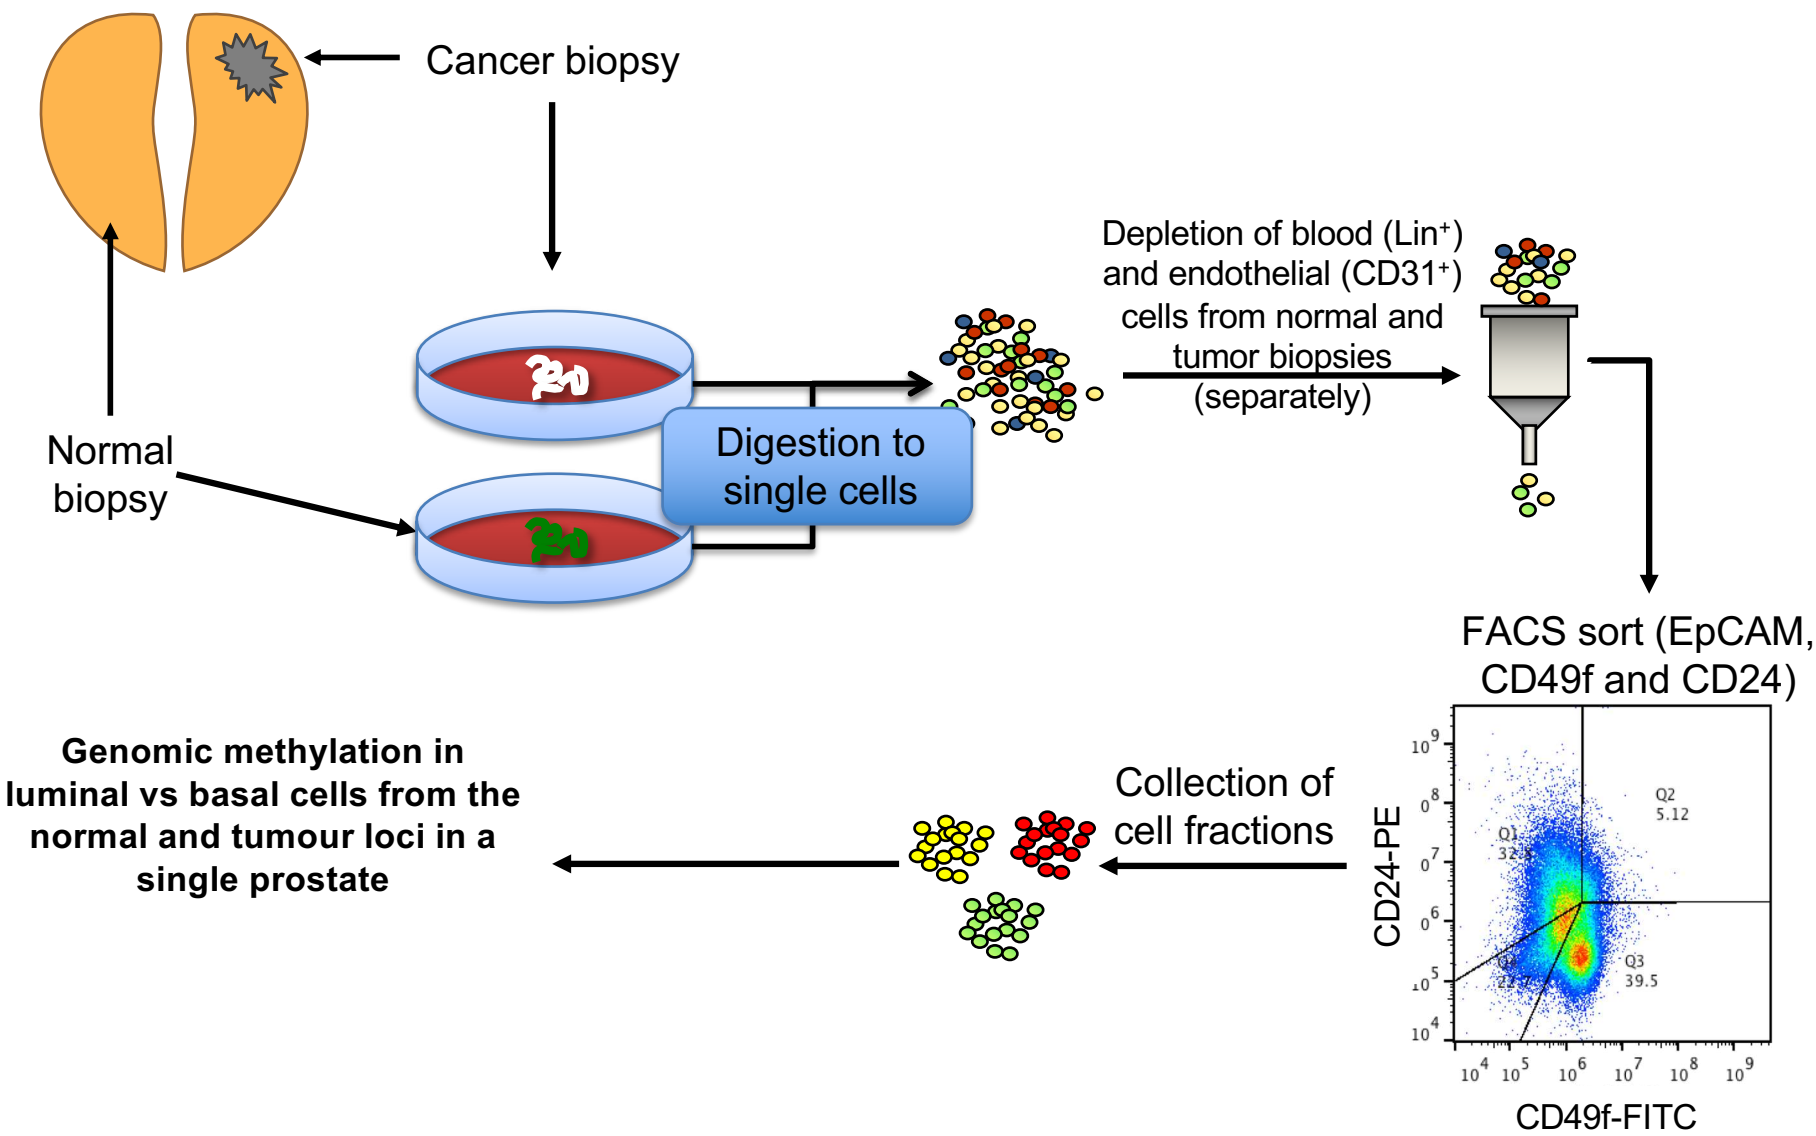 Cancer biopsy
Normal
biopsy
Digestion to
single cells
Depletion of blood (Lin⁺)
and endothelial (CD31⁺)
cells from normal and
tumor biopsies
(separately)
FACS sort (EpCAM,
CD49f and CD24)
CD24-PE
10⁹
0⁸
0⁷
0⁶
10⁵
10⁴
Q1
Q2
5.12
Q3
39.5
10⁴ 10⁵ 10⁶ 10⁷ 10⁸ 10⁹
CD49f-FITC
Collection of
cell fractions
Genomic methylation in
luminal vs basal cells from the
normal and tumour loci in a
single prostate